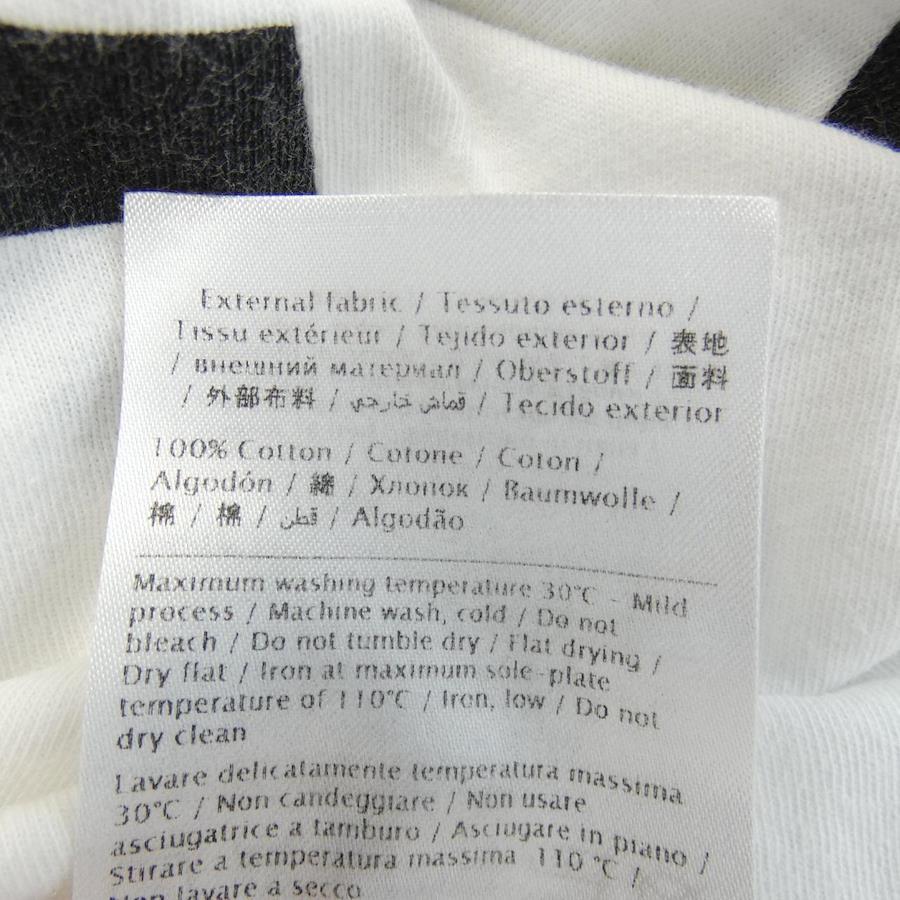 External fabric / Tessuto esterno /
Tissu extérieur / Tejido exterior / 表地
/ внешний материал / Oberstoff / 面料
/ 外部布料 / قماش خارجي / Tecido exterior
100% Cotton / Cotone / Coton /
Algodón / 綿 / Хлопок / Baumwolle /
棉 / 棉 / قطن / Algodão
Maximum washing temperature 30°C - Mild
process / Machine wash, cold / Do not
bleach / Do not tumble dry / Flat drying /
Dry flat / Iron at maximum sole-plate
temperature of 110°C / Iron, low / Do not
dry clean
Lavare delicatamente temperatura massima
30°C / Non candeggiare / Non usare
asciugatrice a tamburo / Asciugare in piano /
Stirare a temperatura massima 110 °C /
Non lavare a secco